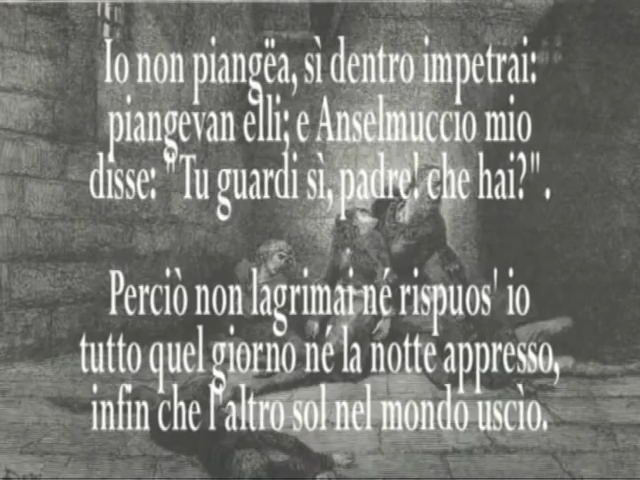 Io non piangëa, sì dentro impetrai:
piangevan elli; e Anselmuccio mio
disse: "Tu guardi sì, padre! che hai?".
Perciò non lagrimai né rispuos' io
tutto quel giorno né la notte appresso,
infin che l'altro sol nel mondo uscìo.